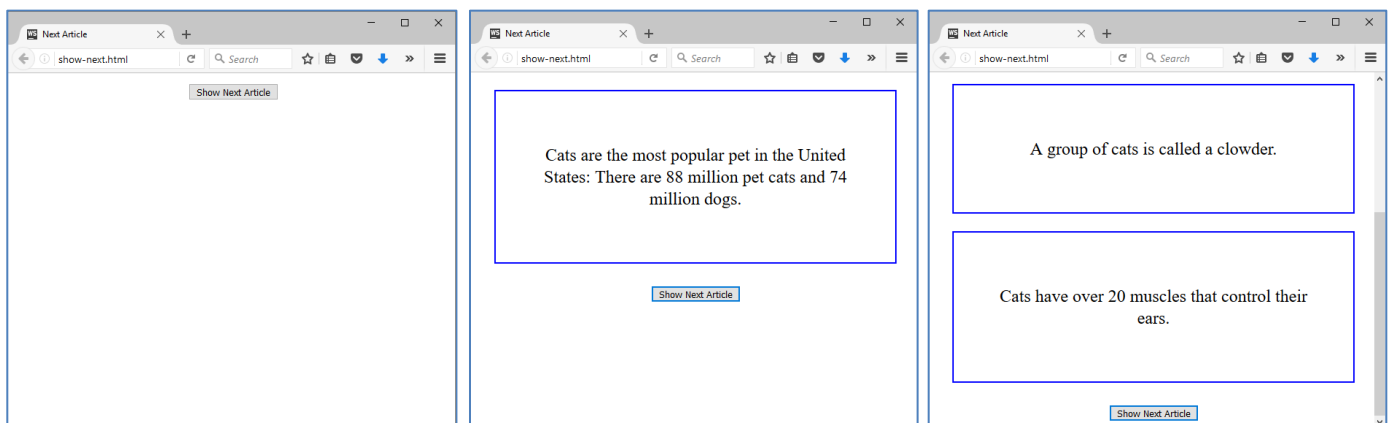 Next Article
show-next.html
Search
Show Next Article
Next Article
show-next.html
Search
Cats are the most popular pet in the United
States: There are 88 million pet cats and 74
million dogs.
Show Next Article
Next Article
show-next.html
Search
A group of cats is called a clowder.
Cats have over 20 muscles that control their
ears.
Show Next Article